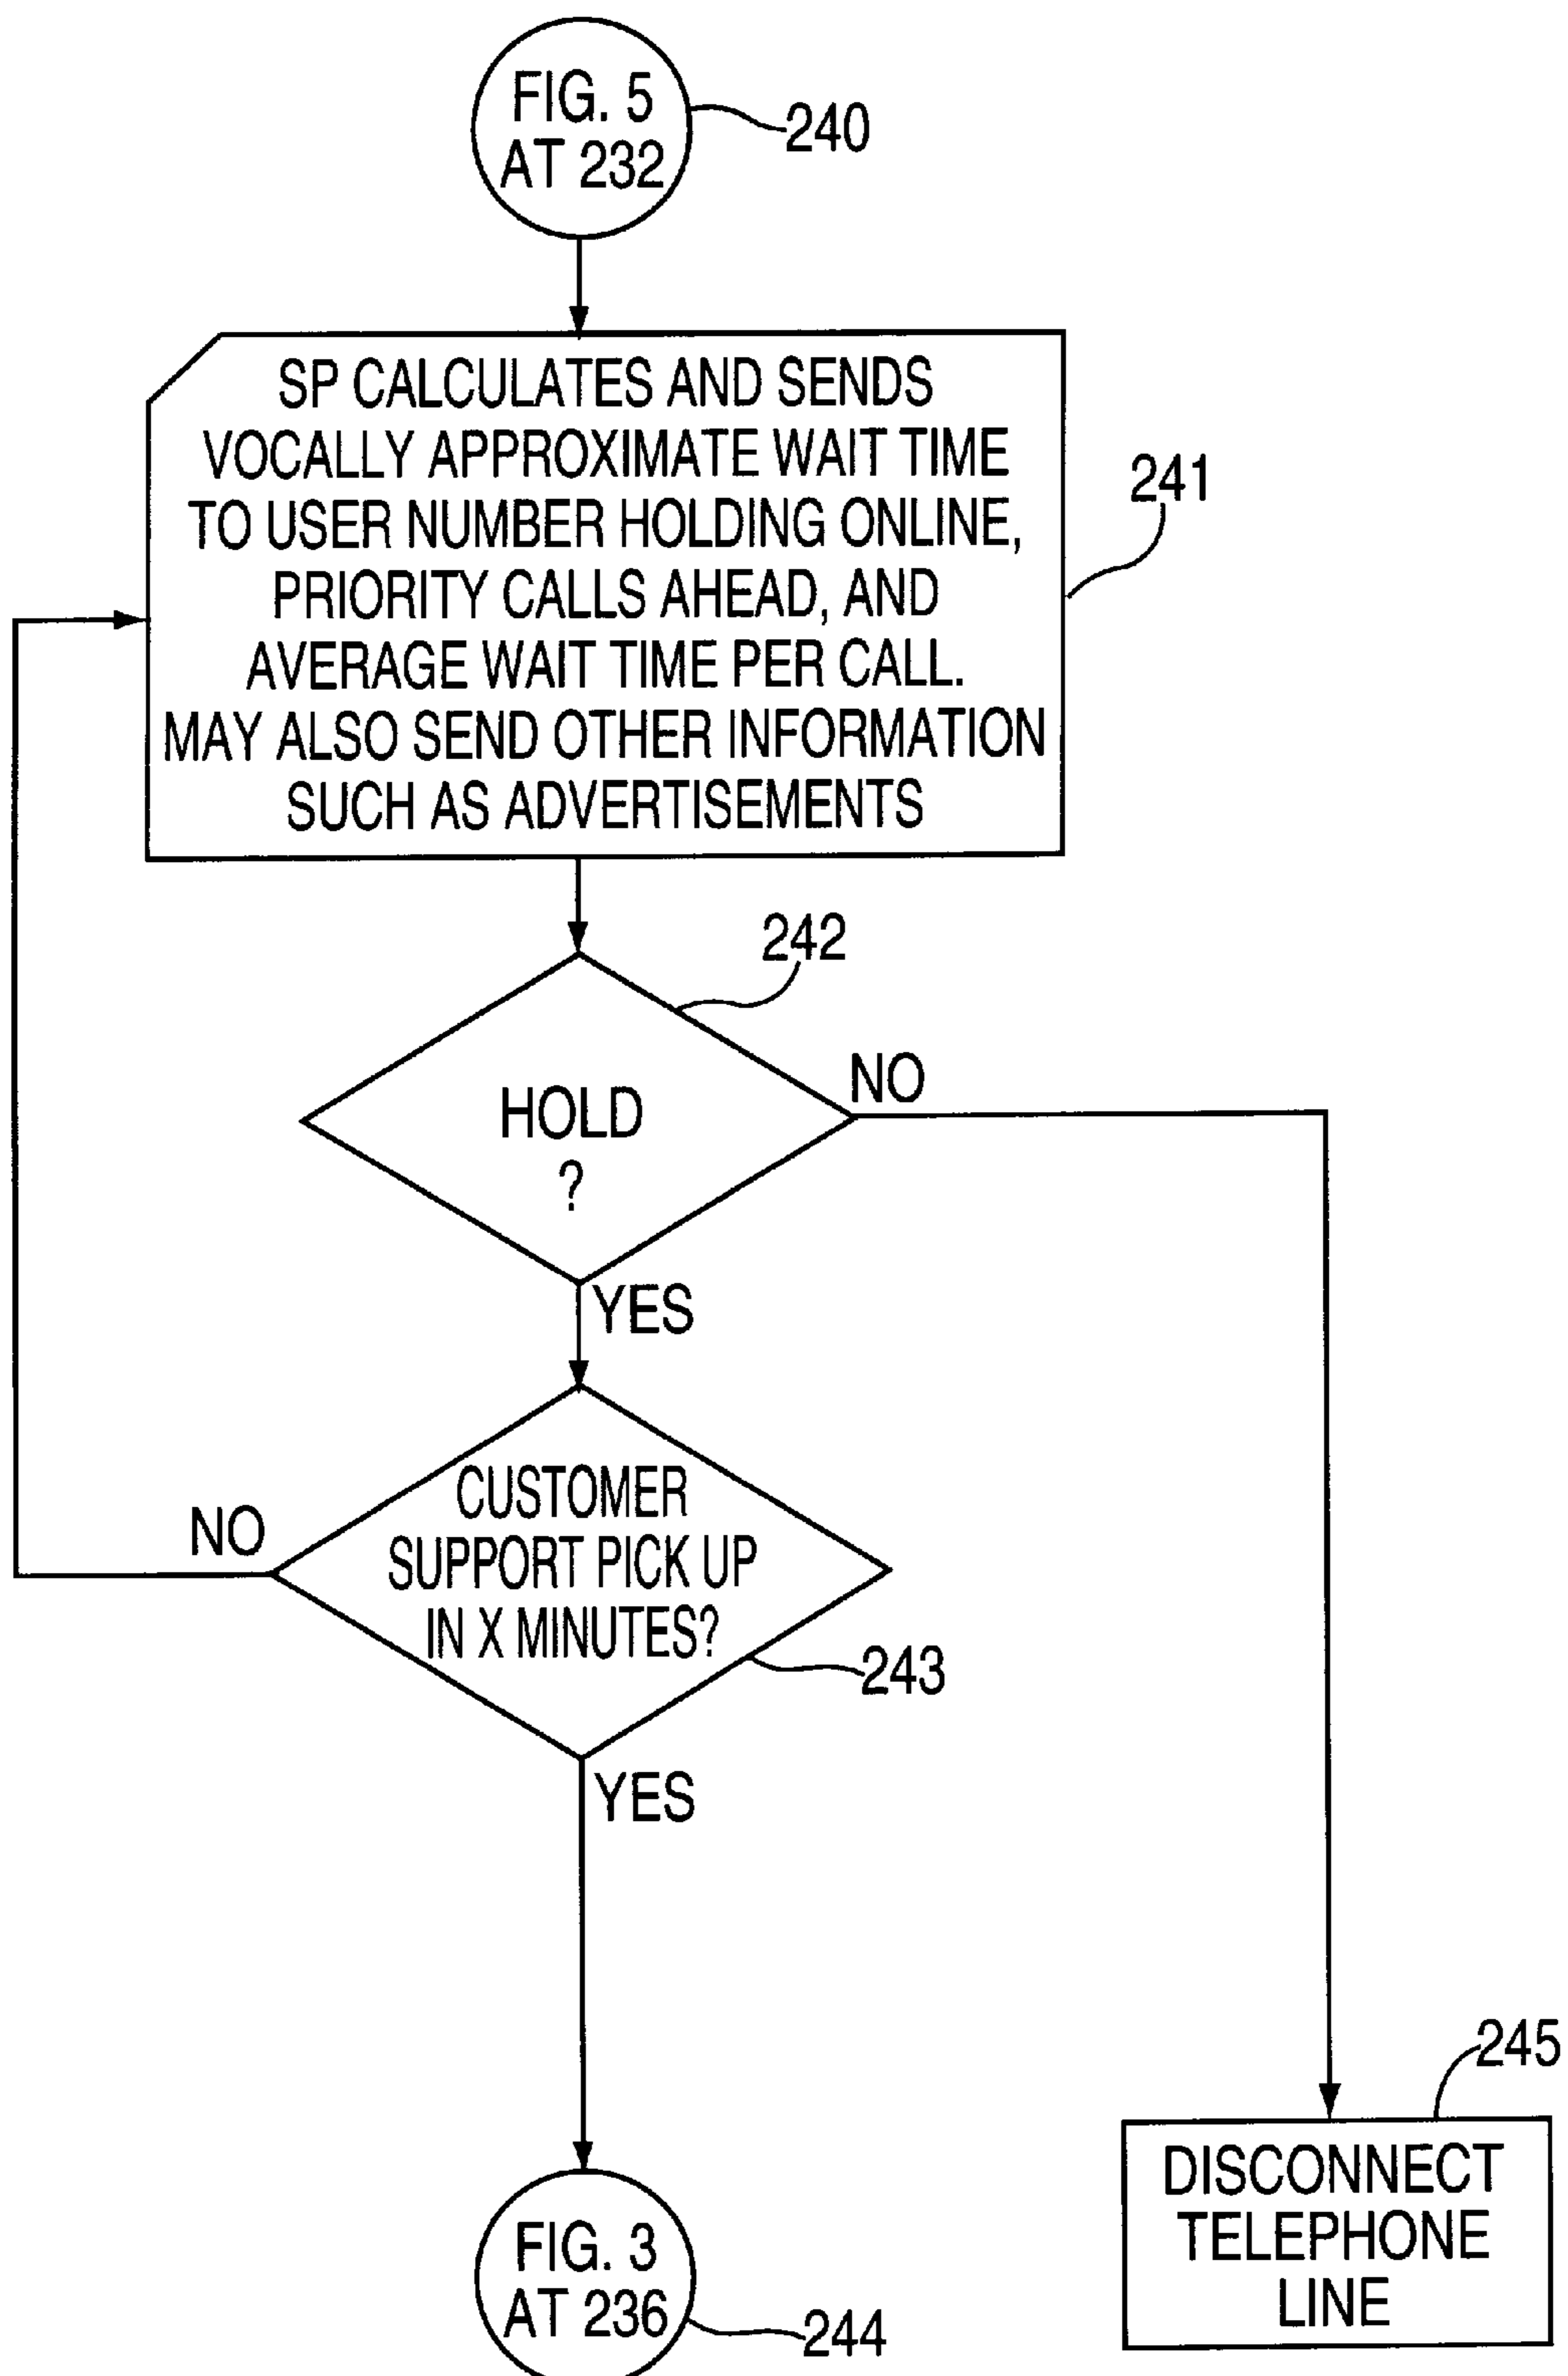 FIG. 5
AT 232
240
SP CALCULATES AND SENDS
VOCALLY APPROXIMATE WAIT TIME
TO USER NUMBER HOLDING ONLINE,
PRIORITY CALLS AHEAD, AND
AVERAGE WAIT TIME PER CALL.
MAY ALSO SEND OTHER INFORMATION
SUCH AS ADVERTISEMENTS
241
242
HOLD
?
NO
YES
CUSTOMER
SUPPORT PICK UP
IN X MINUTES?
NO
243
YES
245
DISCONNECT
TELEPHONE
LINE
FIG. 3
AT 236
244